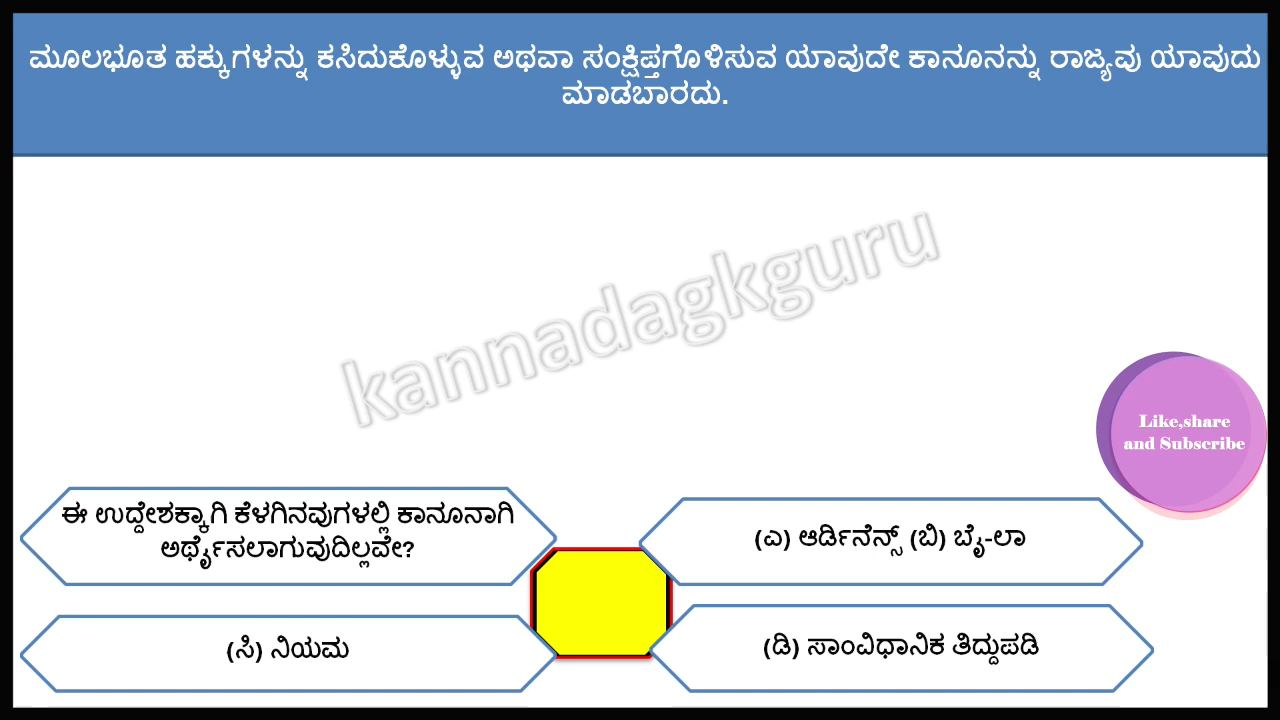 ಮೂಲಭೂತ ಹಕ್ಕುಗಳನ್ನು ಕಸಿದುಕೊಳ್ಳುವ ಅಥವಾ ಸಂಕ್ಷಿಪ್ತಗೊಳಿಸುವ ಯಾವುದೇ ಕಾನೂನನ್ನು ರಾಜ್ಯವು ಯಾವುದು
ಮಾಡಬಾರದು.
kannadagkguru
Like,share
and Subscribe
ಈ ಉದ್ದೇಶಕ್ಕಾಗಿ ಕೆಳಗಿನವುಗಳಲ್ಲಿ ಕಾನೂನಾಗಿ
ಅರ್ಥೈಸಲಾಗುವುದಿಲ್ಲವೇ?
(ಎ) ಆರ್ಡಿನೆನ್ಸ್ (ಬಿ) ಬೈ-ಲಾ
(ಸಿ) ನಿಯಮ
(ಡಿ) ಸಾಂವಿಧಾನಿಕ ತಿದ್ದುಪಡಿ